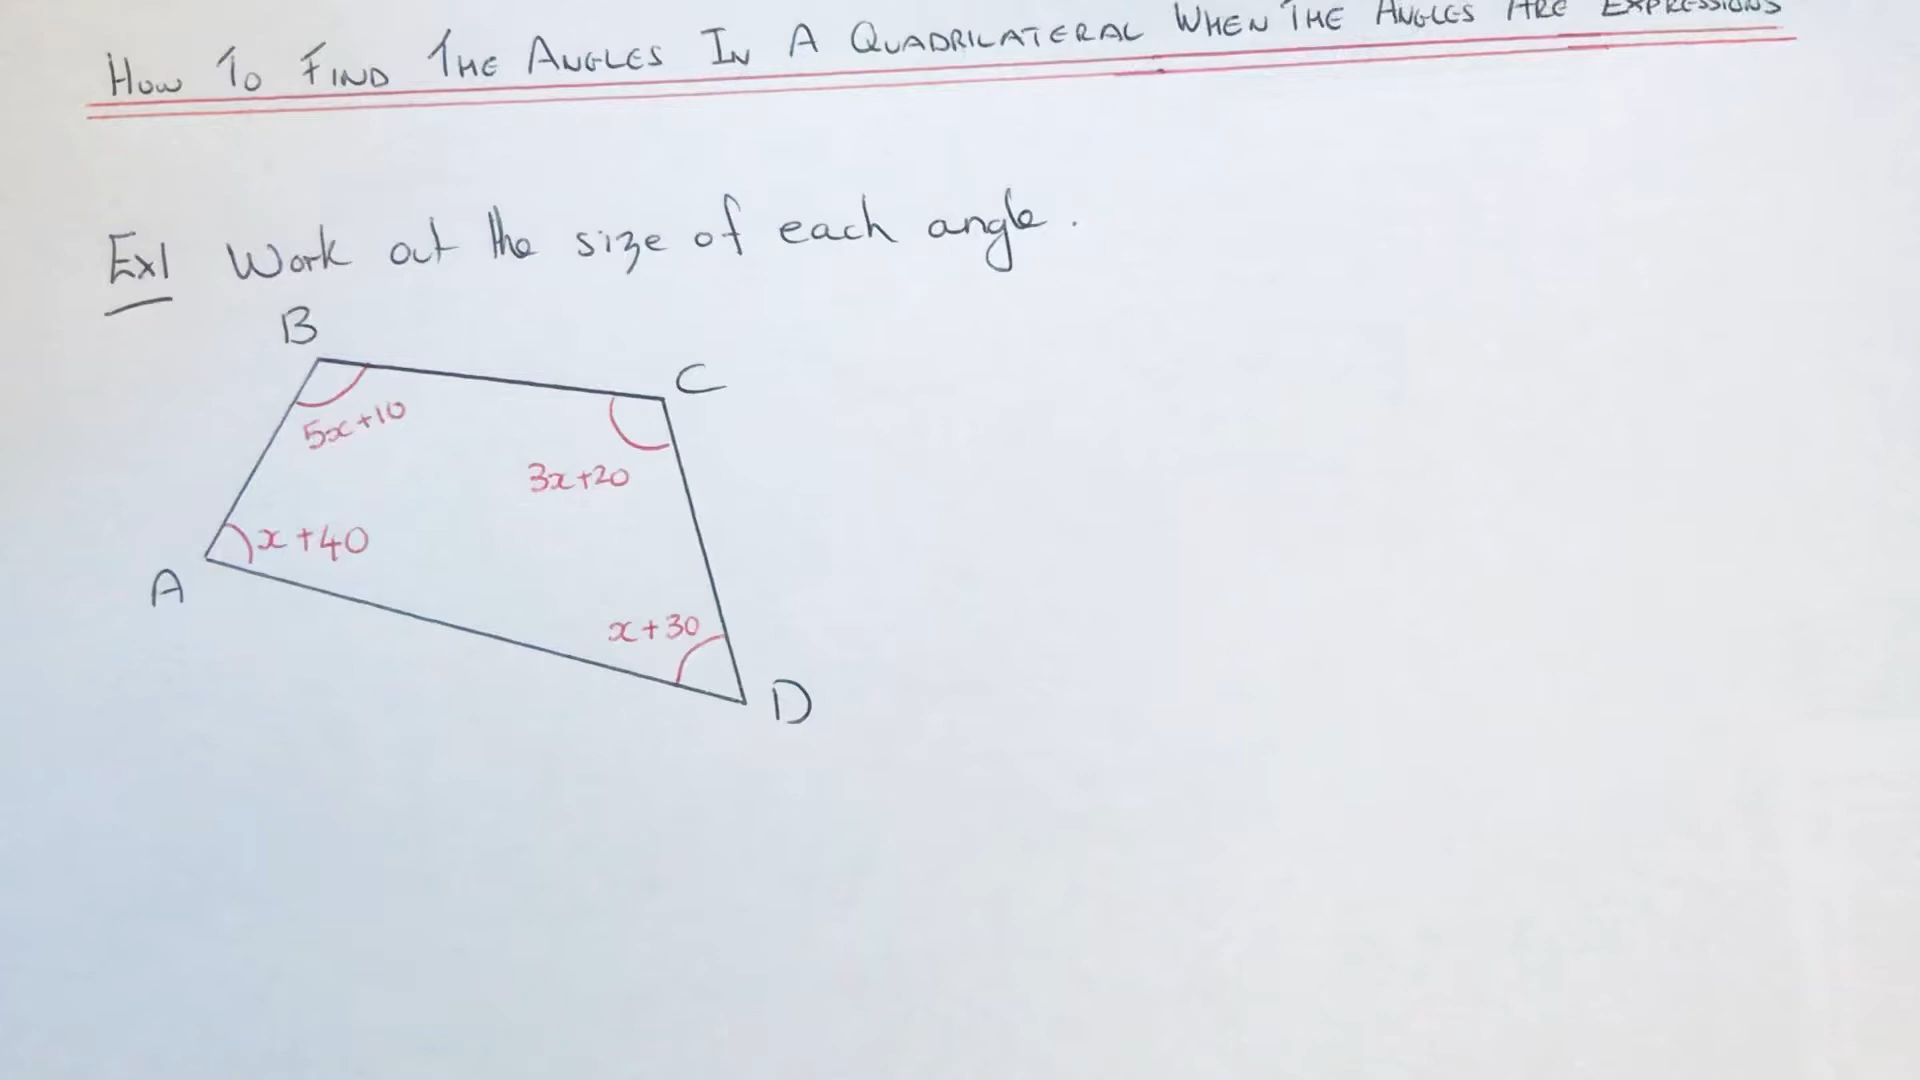 HOW TO FIND THE ANGLES IN A QUADRILATERAL WHEN THE ANGLES ARE EXPRESSIONS
Ex1 Work out the size of each angle.
B
C
5x+10
3x+20
x+40
A
x+30
D